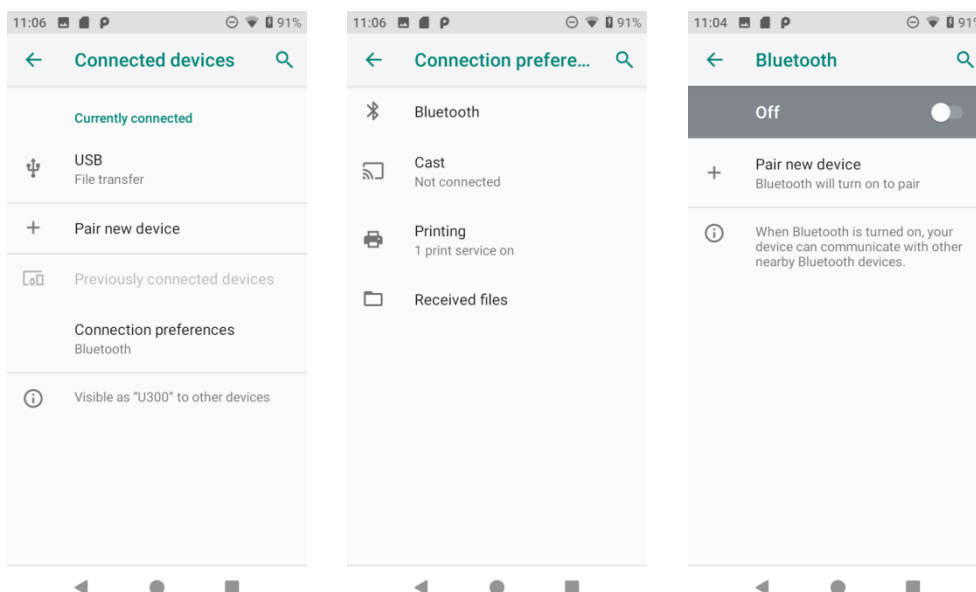 11:06 91%
Connected devices
Currently connected
USB
File transfer
Pair new device
Previously connected devices
Connection preferences
Bluetooth
Visible as "U300" to other devices
11:06 91%
Connection prefere...
Bluetooth
Cast
Not connected
Printing
1 print service on
Received files
11:04 91%
Bluetooth
Off
Pair new device
Bluetooth will turn on to pair
When Bluetooth is turned on, your
device can communicate with other
nearby Bluetooth devices.